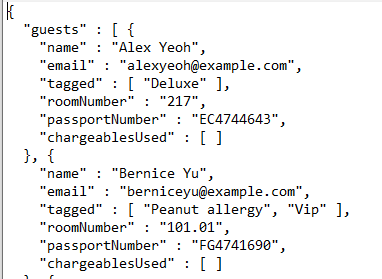 {
  "guests" : [ {
    "name" : "Alex Yeoh",
    "email" : "alexyeoh@example.com",
    "tagged" : [ "Deluxe" ],
    "roomNumber" : "217",
    "passportNumber" : "EC4744643",
    "chargeablesUsed" : [ ]
  }, {
    "name" : "Bernice Yu",
    "email" : "berniceyu@example.com",
    "tagged" : [ "Peanut allergy", "Vip" ],
    "roomNumber" : "101.01",
    "passportNumber" : "FG4741690",
    "chargeablesUsed" : [ ]
  }, {